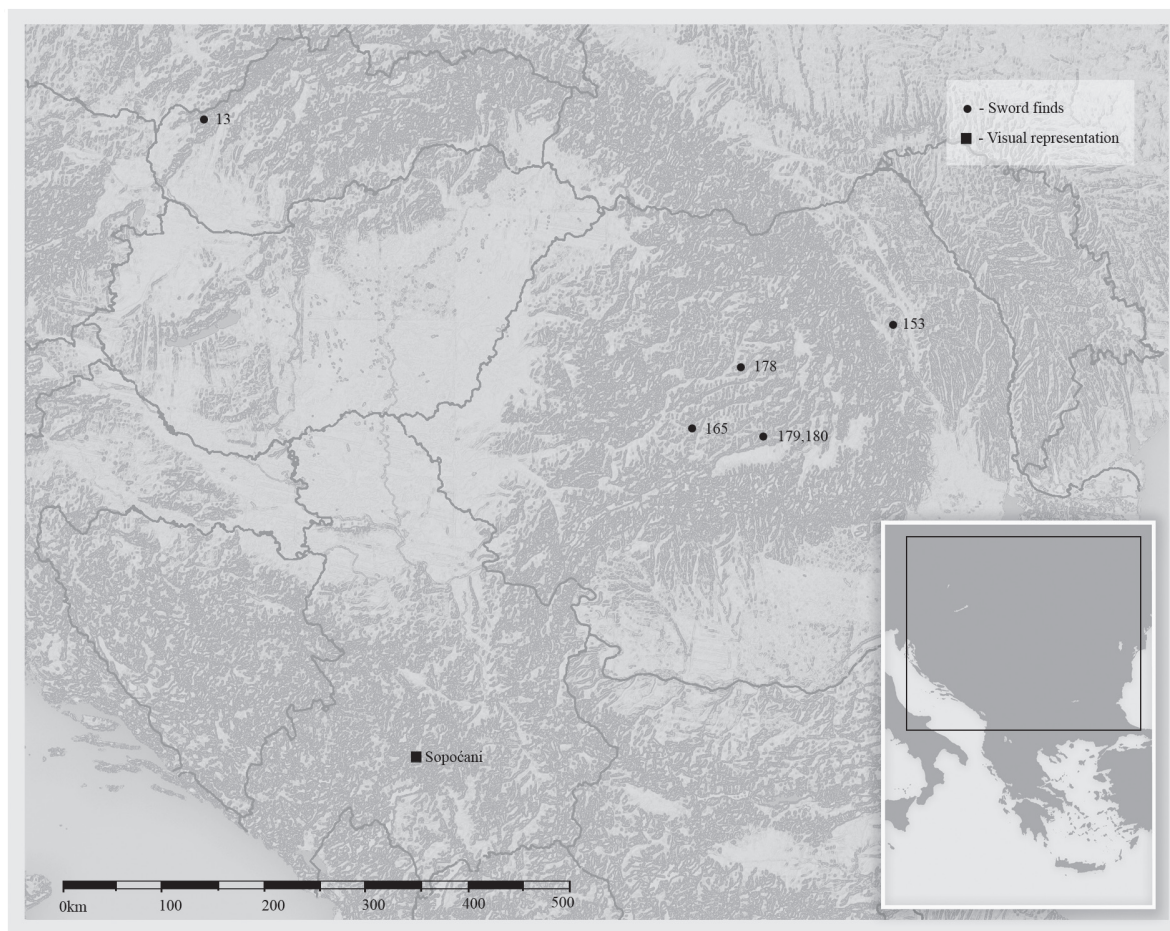 - Sword finds
- Visual representation
13
153
178
165
179,180
Sopoćani
0km 100 200 300 400 500